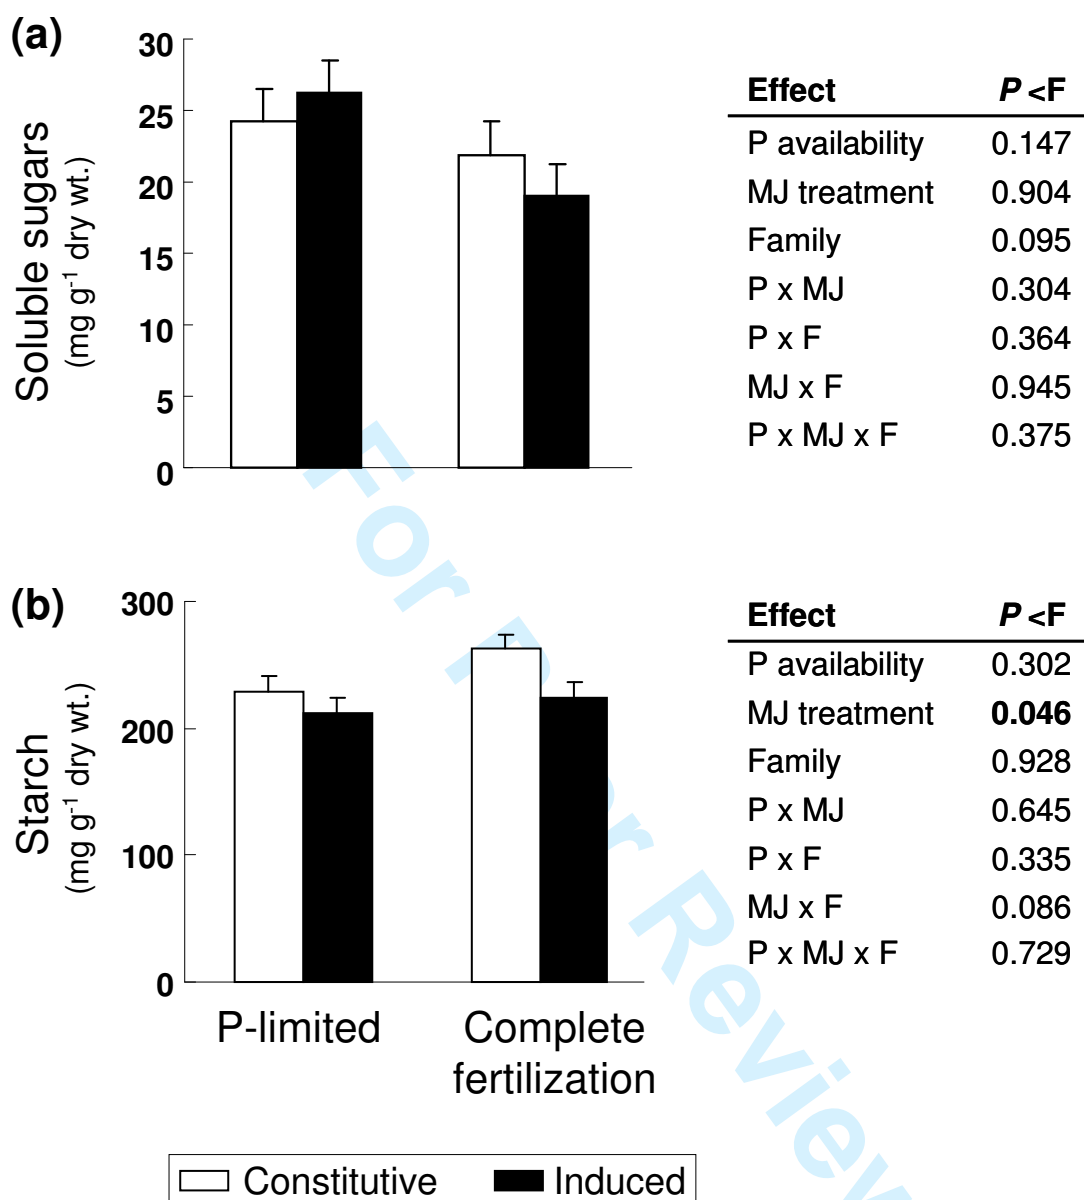 (a)
30
25
20
15
10
5
0
Soluble sugars
(mg g⁻¹ dry wt.)
Effect P <F
P availability 0.147
MJ treatment 0.904
Family 0.095
P x MJ 0.304
P x F 0.364
MJ x F 0.945
P x MJ x F 0.375
(b)
300
200
100
0
Starch
(mg g⁻¹ dry wt.)
Effect P <F
P availability 0.302
MJ treatment 0.046
Family 0.928
P x MJ 0.645
P x F 0.335
MJ x F 0.086
P x MJ x F 0.729
P-limited Complete
fertilization
Constitutive Induced
For Peer Review